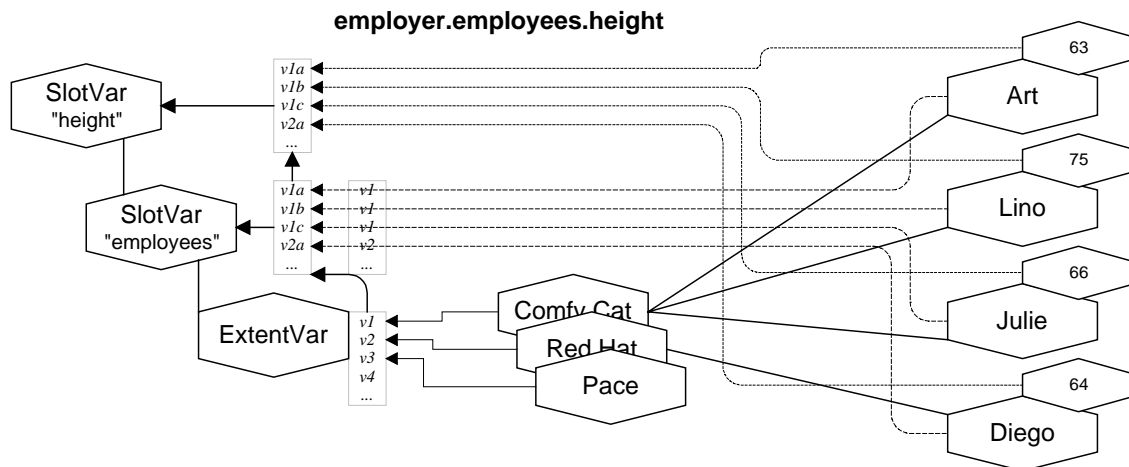 employer.employees.height
SlotVar
"height"
v1a
v1b
v1c
v2a
...
63
Art
75
Lino
SlotVar
"employees"
v1a
v1b
v1c
v2a
...
v1
v1
v1
v2
...
66
Julie
ExtentVar
v1
v2
v3
v4
...
Comfy Cat
Red Hat
Pace
64
Diego